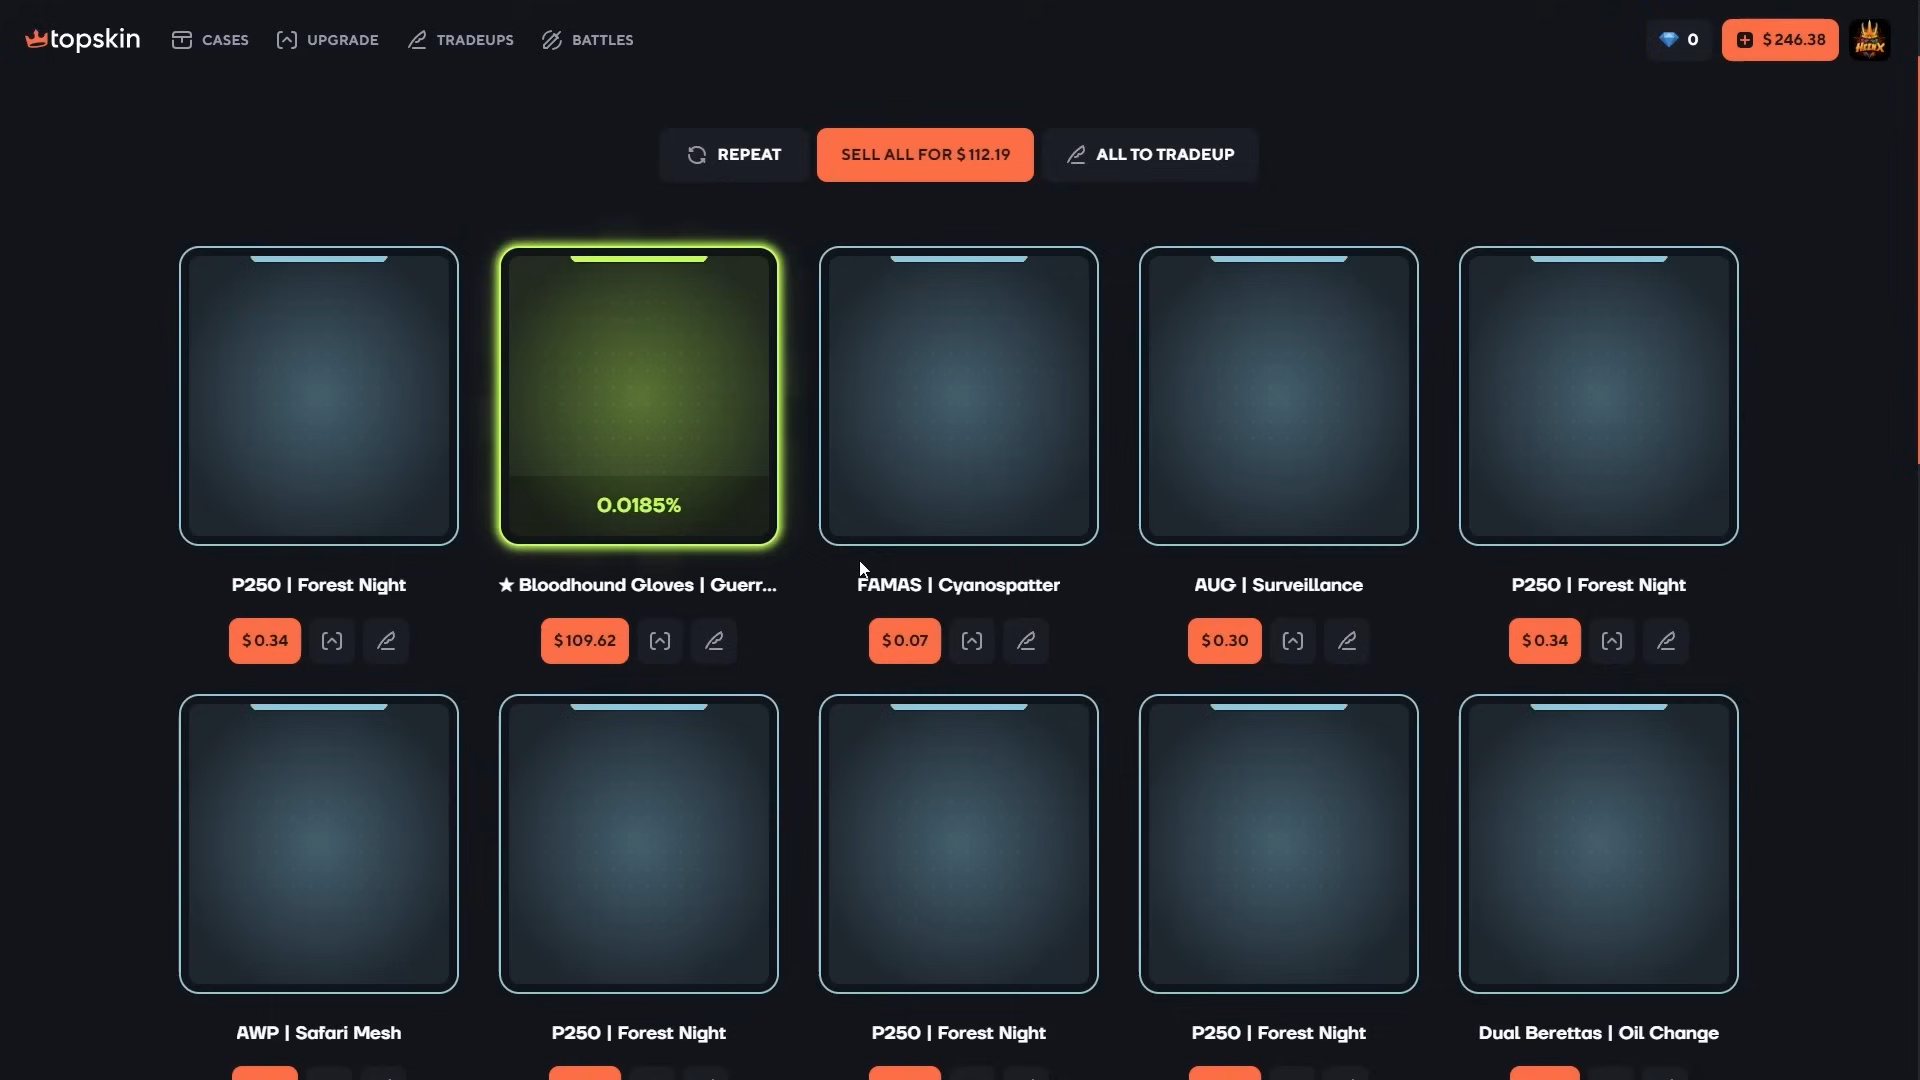 topskin CASES UPGRADE TRADEUPS BATTLES 0 $246.38
HEENX
REPEAT SELL ALL FOR $112.19 ALL TO TRADEUP
0.0185%
P250 | Forest Night ★ Bloodhound Gloves | Guerr... FAMAS | Cyanospatter AUG | Surveillance P250 | Forest Night
$0.34 $109.62 $0.07 $0.30 $0.34
AWP | Safari Mesh P250 | Forest Night P250 | Forest Night P250 | Forest Night Dual Berettas | Oil Change